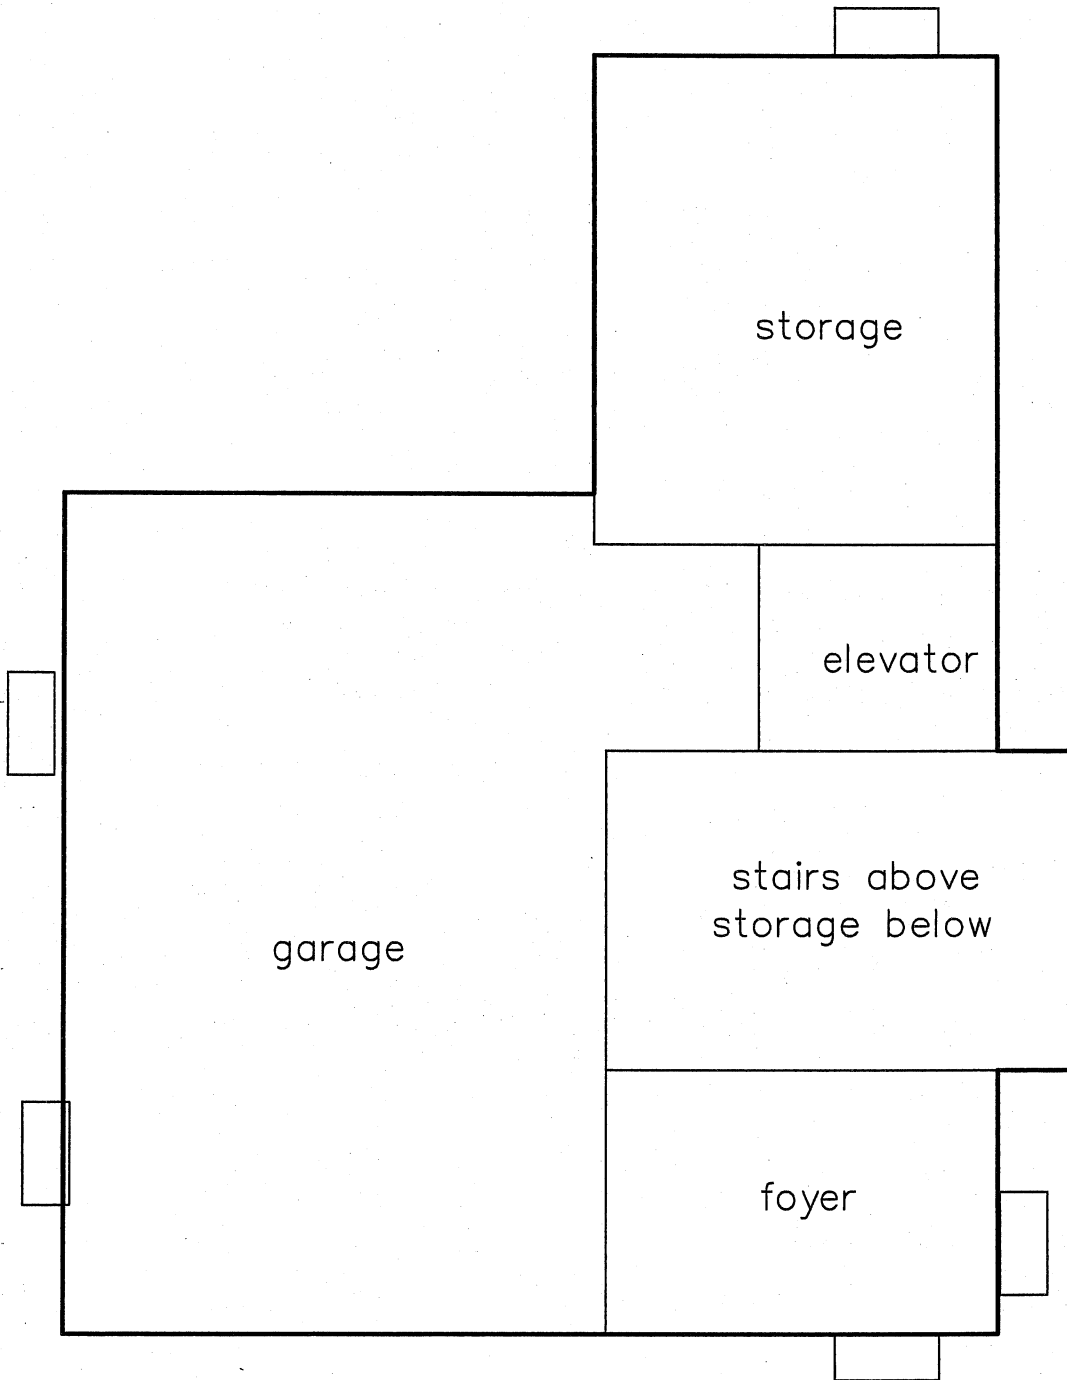 storage
elevator
stairs above
storage below
garage
foyer